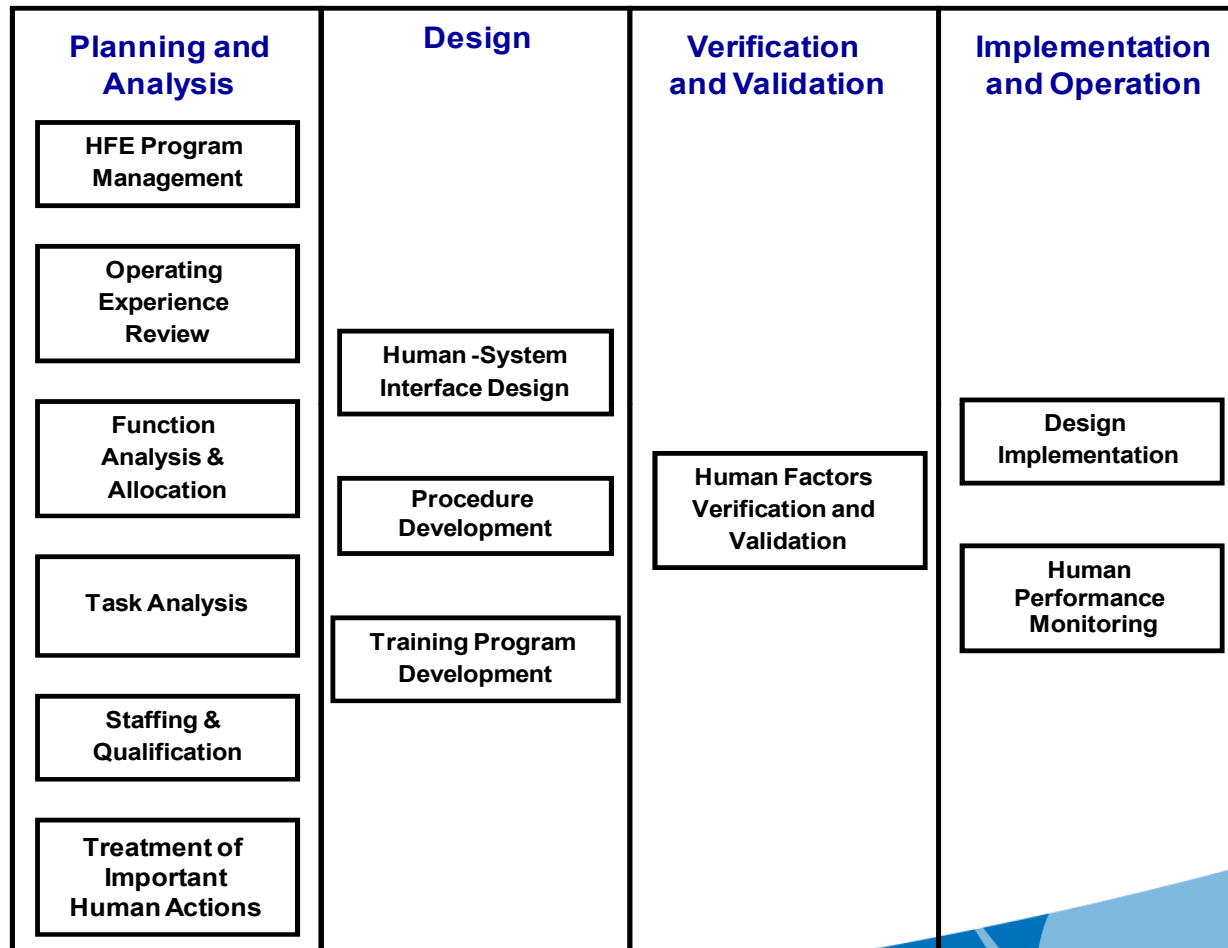 Planning and
Analysis
HFE Program
Management
Operating
Experience
Review
Function
Analysis &
Allocation
Task Analysis
Staffing &
Qualification
Treatment of
Important
Human Actions
Design
Human -System
Interface Design
Procedure
Development
Training Program
Development
Verification
and Validation
Human Factors
Verification and
Validation
Implementation
and Operation
Design
Implementation
Human
Performance
Monitoring